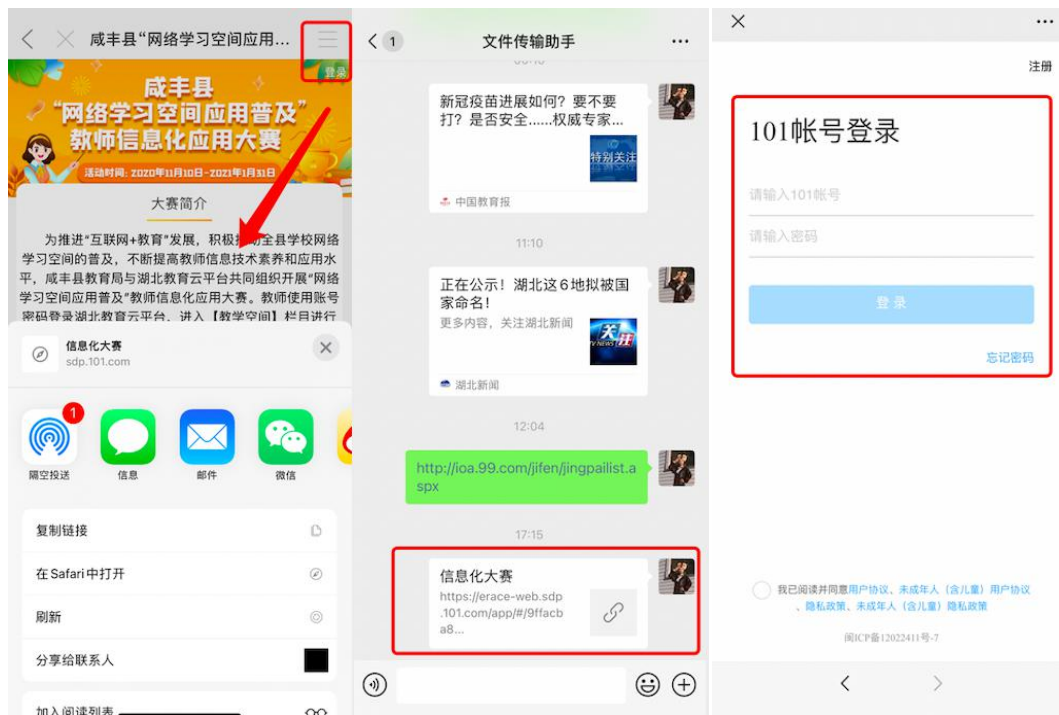 咸丰县“网络学习空间应用...
登录
咸丰县
“网络学习空间应用普及”
教师信息化应用大赛
活动时间: 2020年11月10日-2021年1月31日
大赛简介
为推进“互联网+教育”发展，积极推动全县学校网络
学习空间的普及，不断提高教师信息技术素养和应用水
平，咸丰县教育局与湖北教育云平台共同组织开展“网络
学习空间应用普及”教师信息化应用大赛。教师使用账号
密码登录湖北教育云平台，进入【教学空间】栏目进行
信息化大赛
sdp.101.com
1
隔空投送
信息
邮件
微信
复制链接
在 Safari 中打开
刷新
分享给联系人
加入阅读列表
1
文件传输助手
新冠疫苗进展如何？要不要
打？是否安全......权威专家...
特别关注
中国教育报
11:10
正在公示！湖北这 6 地拟被国
家命名！
更多内容，关注湖北新闻
关注
湖北新闻
12:04
http://ioa.99.com/jifen/jingpailist.a
spx
17:15
信息化大赛
https://erace-web.sdp
.101.com/app/#/9ffacb
a8...
注册
101帐号登录
请输入101帐号
请输入密码
登录
忘记密码
我已阅读并同意用户协议、未成年人（含儿童）用户协议
、隐私政策、未成年人（含儿童）隐私政策
闽ICP备12022411号-7